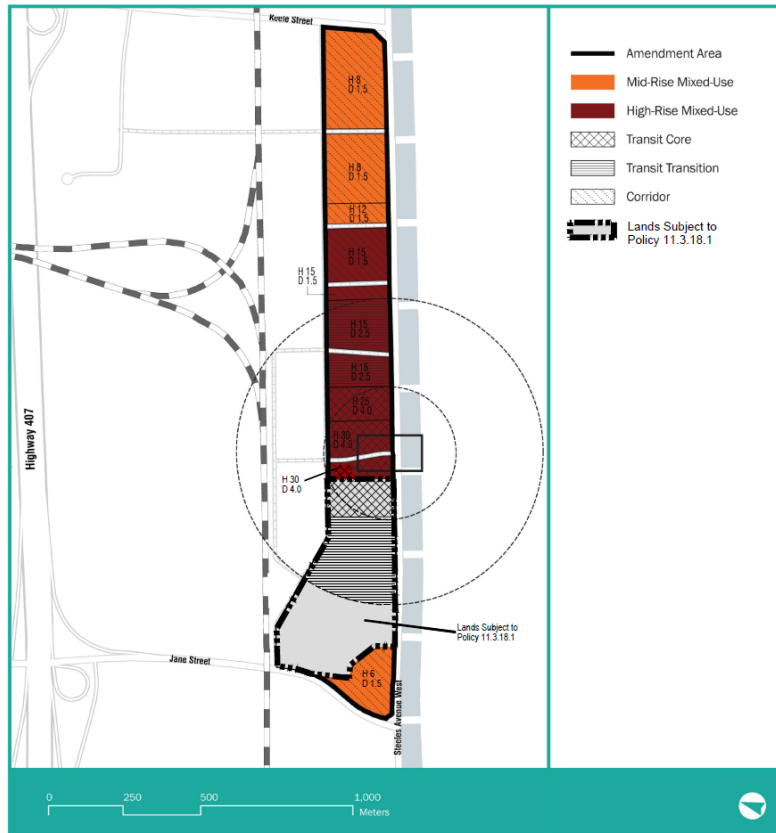 Keele Street
H 8
D 1.5
H 8
D 1.5
H 12
D 1.5
H 15
D 1.5
H 15
D 1.5
H 15
D 2.5
H 15
D 2.5
H 25
D 4.0
H 30
D 4.0
H 30
D 4.0
Highway 407
Lands Subject to
Policy 11.3.18.1
Jane Street
H 6
D 1.5
Steeles Avenue West
Amendment Area
Mid-Rise Mixed-Use
High-Rise Mixed-Use
Transit Core
Transit Transition
Corridor
Lands Subject to
Policy 11.3.18.1
0 250 500 1,000
Meters